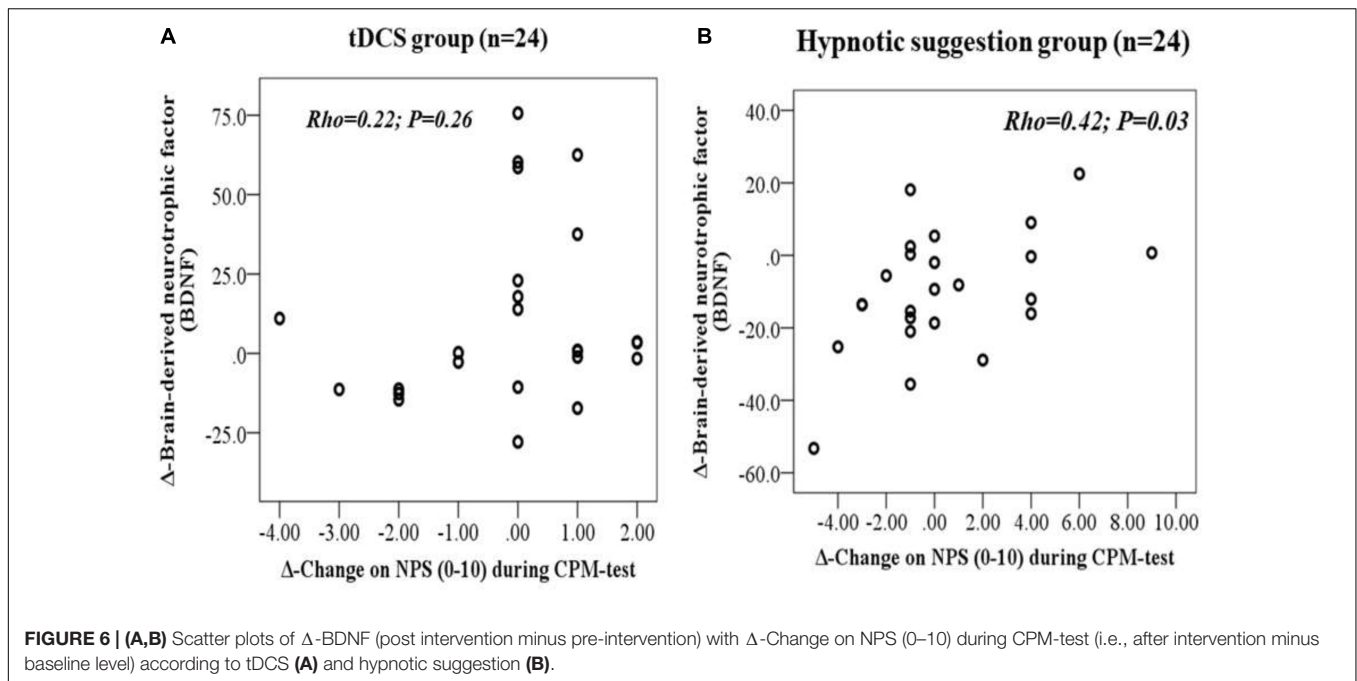 A
tDCS group (n=24)
Δ-Brain-derived neurotrophic factor
(BDNF)
75.0
50.0
25.0
.0
-25.0
Rho=0.22; P=0.26
-4.00 -3.00 -2.00 -1.00 .00 1.00 2.00
Δ-Change on NPS (0-10) during CPM-test
B
Hypnotic suggestion group (n=24)
Δ-Brain-derived neurotrophic factor
(BDNF)
40.0
20.0
.0
-20.0
-40.0
-60.0
Rho=0.42; P=0.03
-4.00 -2.00 .00 2.00 4.00 6.00 8.00 10.00
Δ-Change on NPS (0-10) during CPM-test
FIGURE 6 | (A,B) Scatter plots of Δ-BDNF (post intervention minus pre-intervention) with Δ-Change on NPS (0–10) during CPM-test (i.e., after intervention minus
baseline level) according to tDCS (A) and hypnotic suggestion (B).